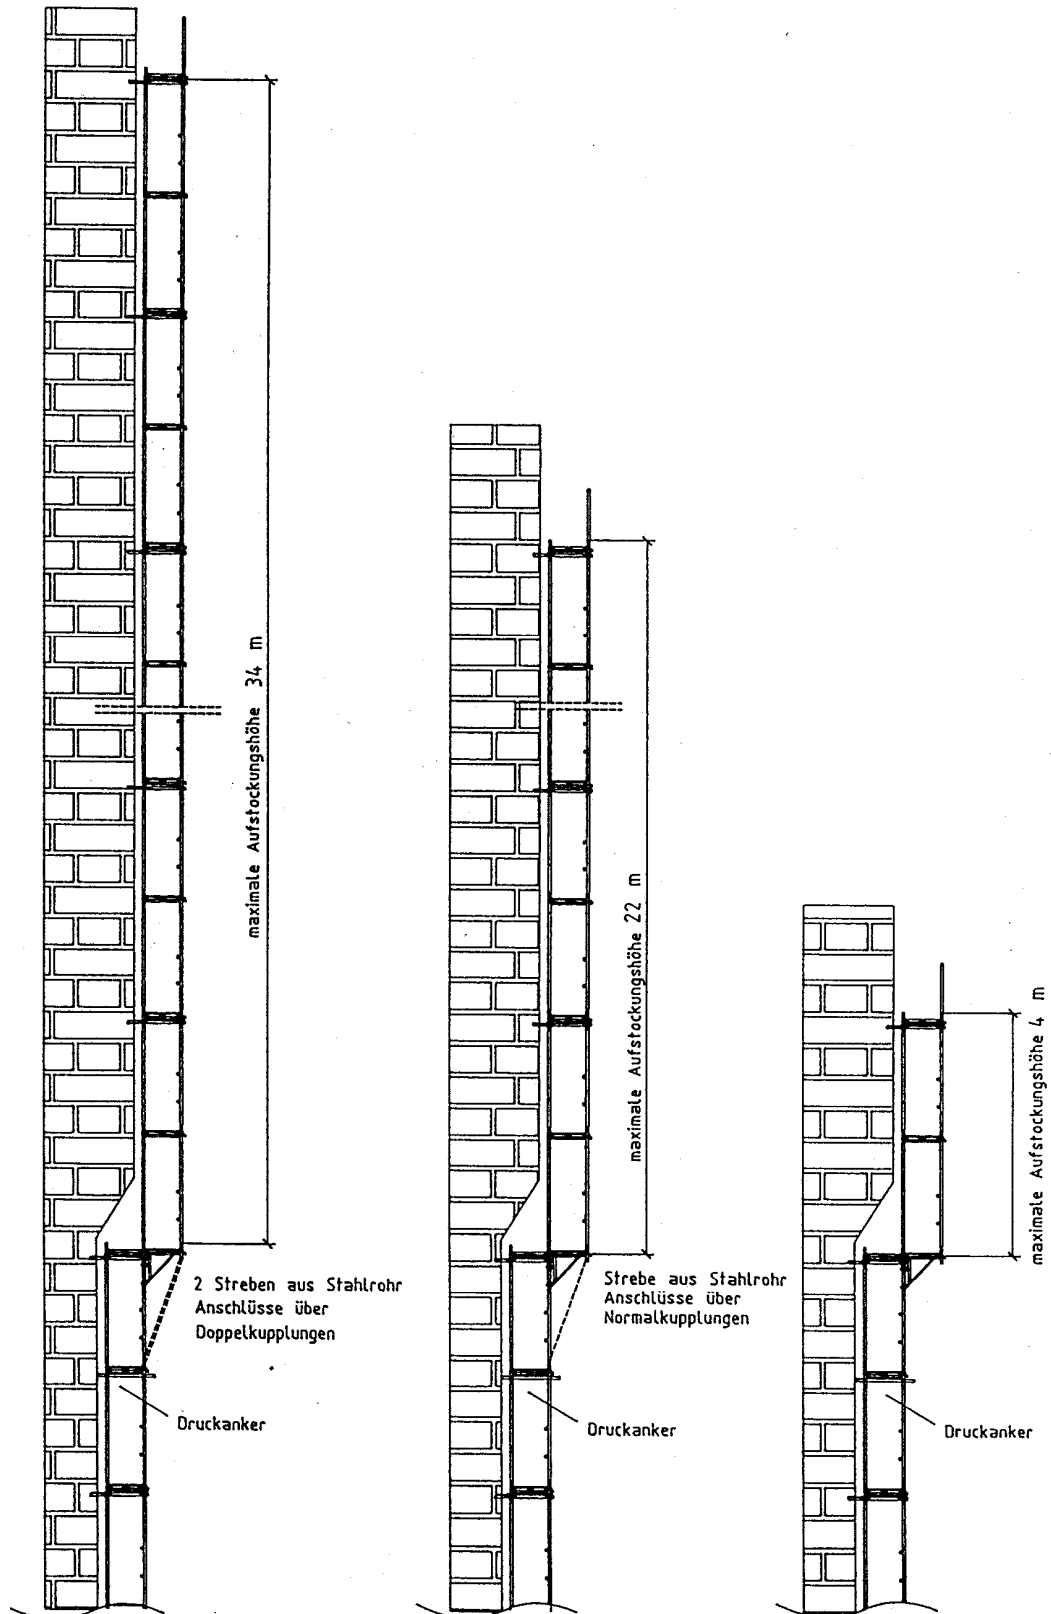 maximale Aufstockungshöhe 34 m
2 Streben aus Stahlrohr
Anschlüsse über
Doppelkupplungen
Druckanker
maximale Aufstockungshöhe 22 m
Strebe aus Stahlrohr
Anschlüsse über
Normalkupplungen
Druckanker
maximale Aufstockungshöhe 4 m
Druckanker